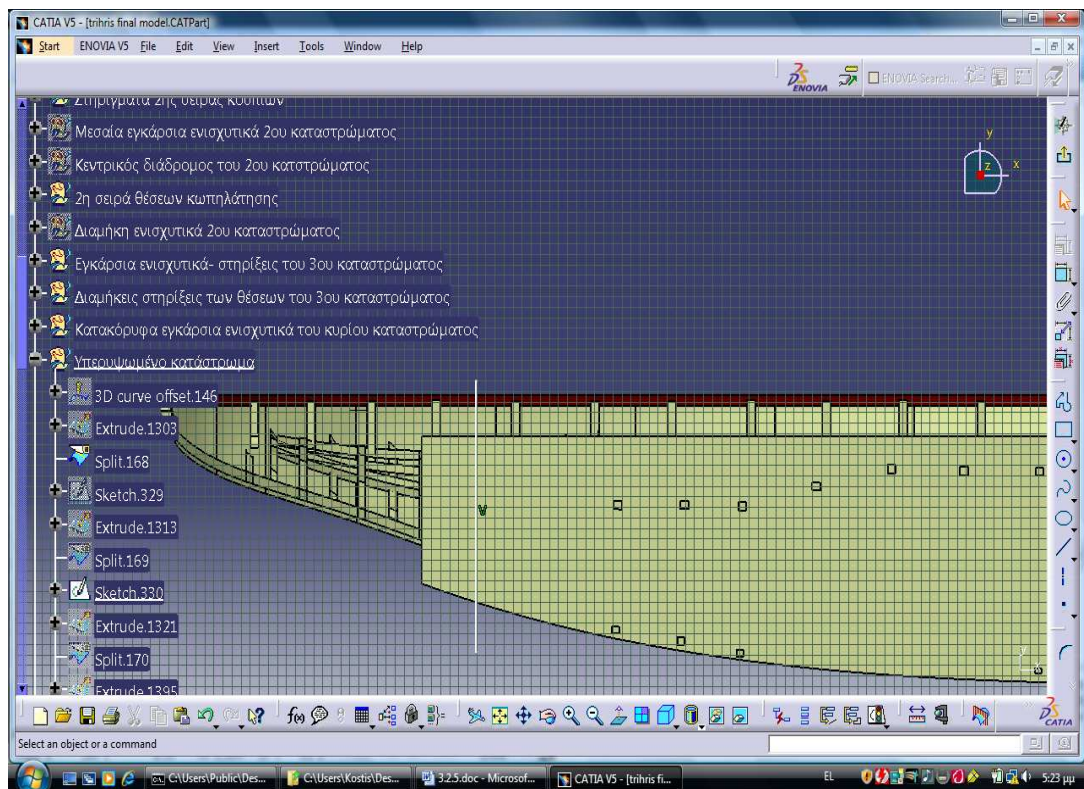 CATIA V5 - [trihris final model.CATPart]
Start ENOVIA V5 File Edit View Insert Tools Window Help
ENOVIA
ENOVIA Search...
Στηρίγματα 2ης σειράς κουπιών
Μεσαία εγκάρσια ενισχυτικά 2ου καταστρώματος
Κεντρικός διάδρομος του 2ου κατστρώματος
2η σειρά θέσεων κωπηλάτησης
Διαμήκη ενισχυτικά 2ου καταστρώματος
Εγκάρσια ενισχυτικά- στηρίξεις του 3ου καταστρώματος
Διαμήκεις στηρίξεις των θέσεων του 3ου καταστρώματος
Κατακόρυφα εγκάρσια ενισχυτικά του κυρίου καταστρώματος
Υπερυψωμένο κατάστρωμα
3D curve offset.146
Extrude.1303
Split.168
Sketch.329
Extrude.1313
Split.169
Sketch.330
Extrude.1321
Split.170
Extrude.1395
y
z x
V
y
x
f(x)
CATIA
Select an object or a command
C:\Users\Public\Des...
C:\Users\Kostis\Des...
3.2.5.doc - Microsof...
CATIA V5 - [trihris fi...
EL
5:23 μμ